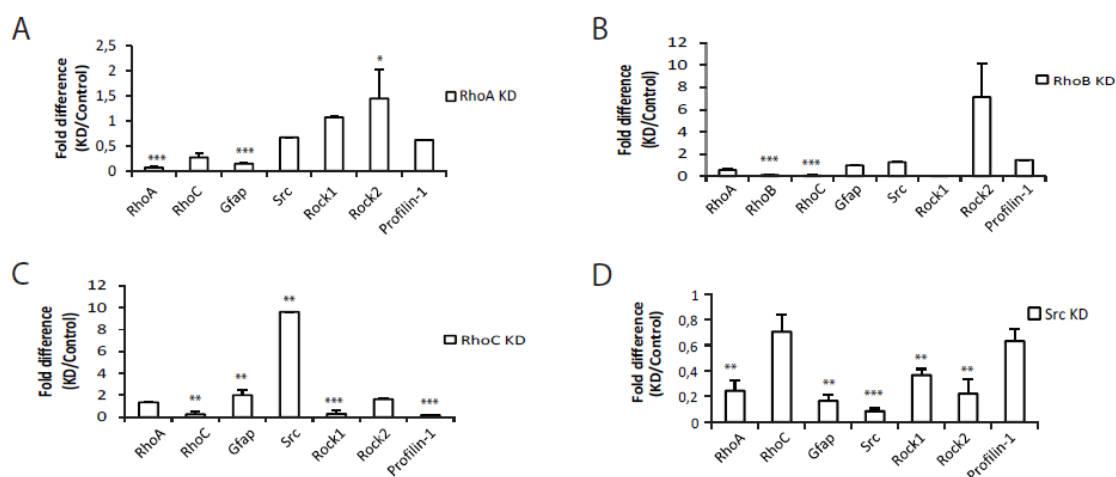 A
Fold difference
(KD/Control)
2,5
2
1,5
1
0,5
0
***
***
*
RhoA KD
RhoA
RhoC
Gfap
Src
Rock1
Rock2
Profilin-1
B
Fold difference
(KD/Control)
12
10
8
6
4
2
0
***
***
RhoB KD
RhoA
RhoB
RhoC
Gfap
Src
Rock1
Rock2
Profilin-1
C
Fold difference
(KD/Control)
12
10
8
6
4
2
0
**
**
**
***
***
RhoC KD
RhoA
RhoC
Gfap
Src
Rock1
Rock2
Profilin-1
D
Fold difference
(KD/Control)
1
0,8
0,6
0,4
0,2
0
**
**
***
**
**
Src KD
RhoA
RhoC
Gfap
Src
Rock1
Rock2
Profilin-1